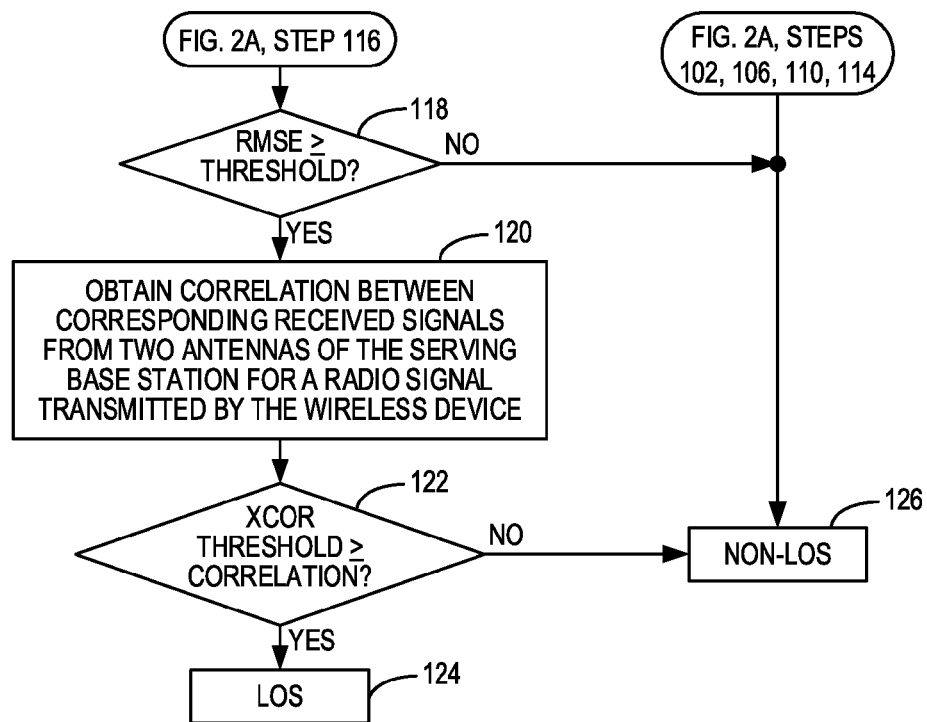 FIG. 2A, STEP 116
FIG. 2A, STEPS
102, 106, 110, 114
118
RMSE ≥
THRESHOLD?
NO
YES
120
OBTAIN CORRELATION BETWEEN
CORRESPONDING RECEIVED SIGNALS
FROM TWO ANTENNAS OF THE SERVING
BASE STATION FOR A RADIO SIGNAL
TRANSMITTED BY THE WIRELESS DEVICE
122
XCOR
THRESHOLD ≥
CORRELATION?
NO
126
NON-LOS
YES
LOS
124